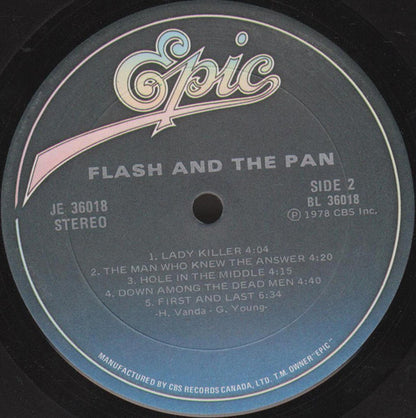 Epic
FLASH AND THE PAN
JE 36018
STEREO
SIDE 2
BL 36018
Ⓟ 1978 CBS Inc.
1. LADY KILLER 4:04
2. THE MAN WHO KNEW THE ANSWER 4:20
3. HOLE IN THE MIDDLE 4:15
4. DOWN AMONG THE DEAD MEN 4:40
5. FIRST AND LAST 6:34
-H. Vanda - G. Young-
MANUFACTURED BY CBS RECORDS CANADA, LTD. T.M. OWNER-"EPIC"